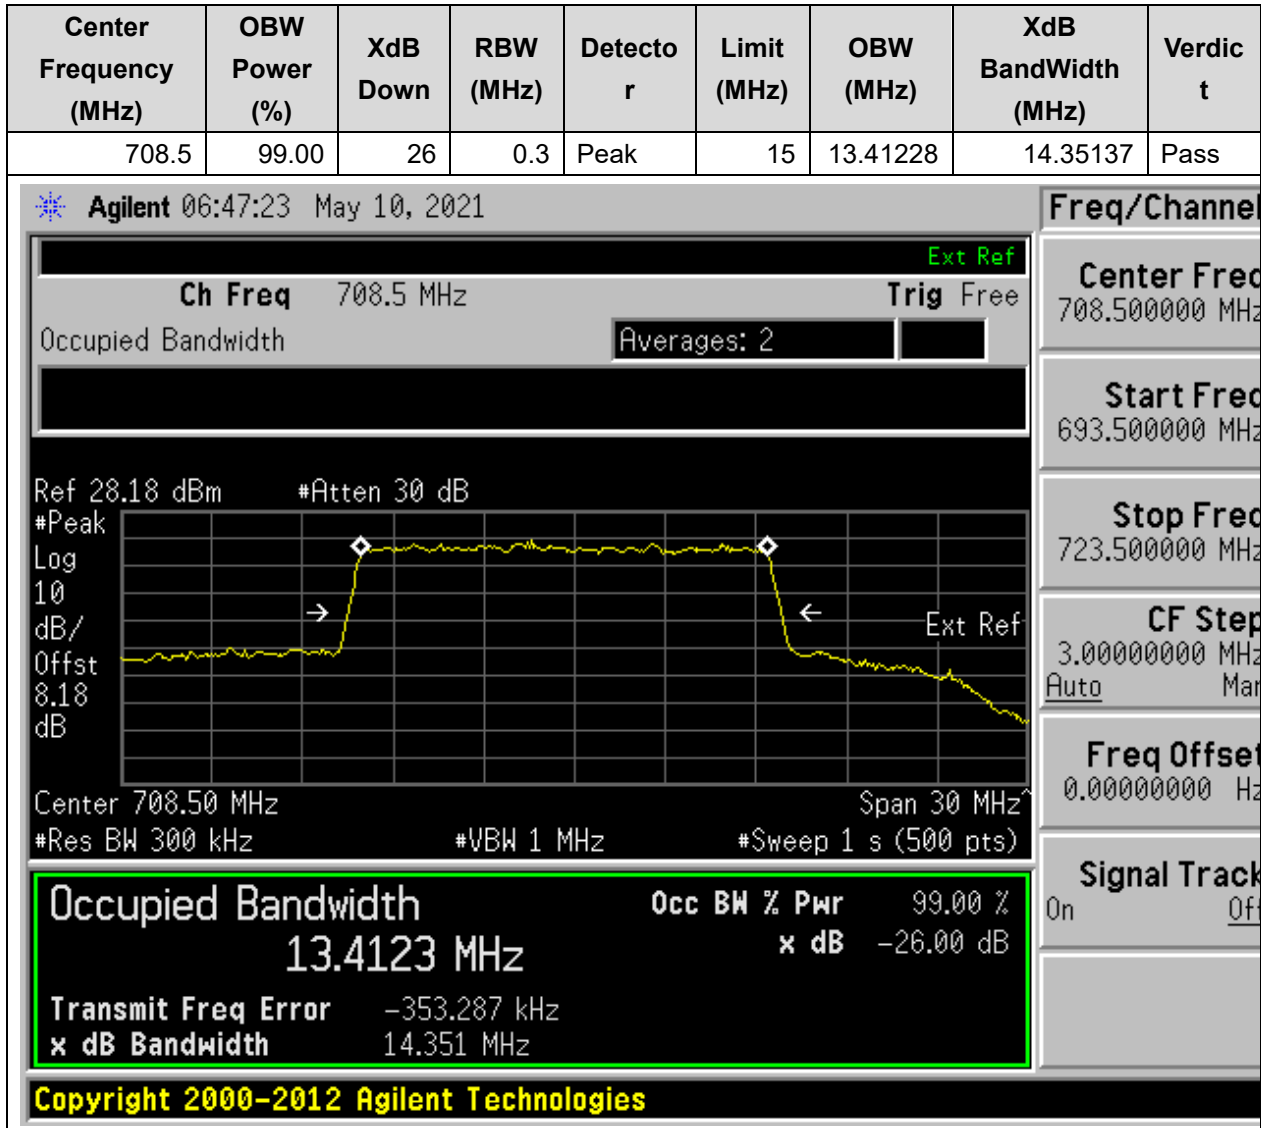 Center Frequency (MHz) OBW Power (%) XdB Down RBW (MHz) Detector Limit (MHz) OBW (MHz) XdB BandWidth (MHz) Verdict
708.5 99.00 26 0.3 Peak 15 13.41228 14.35137 Pass
Agilent 06:47:23 May 10, 2021
Freq/Channel
Ext Ref
Ch Freq 708.5 MHz Trig Free
Occupied Bandwidth Averages: 2
Center Freq
708.500000 MHz
Start Freq
693.500000 MHz
Stop Freq
723.500000 MHz
CF Step
3.00000000 MHz
Auto Man
Freq Offset
0.00000000 Hz
Signal Track
On Off
Ref 28.18 dBm #Atten 30 dB
#Peak
Log
10
dB/
Offst
8.18
dB
Ext Ref
Center 708.50 MHz Span 30 MHz^
#Res BW 300 kHz #VBW 1 MHz #Sweep 1 s (500 pts)
Occupied Bandwidth
13.4123 MHz
Occ BW % Pwr 99.00 %
x dB -26.00 dB
Transmit Freq Error -353.287 kHz
x dB Bandwidth 14.351 MHz
Copyright 2000-2012 Agilent Technologies